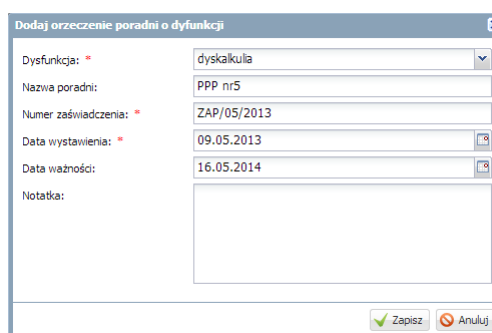 Dodaj orzeczenie poradni o dyfunkcji
Dysfunkcja: * dyskalkulia
Nazwa poradni: PPP nr5
Numer zaświadczenia: * ZAP/05/2013
Data wystawienia: * 09.05.2013
Data ważności: 16.05.2014
Notatka:
Zapisz Anuluj